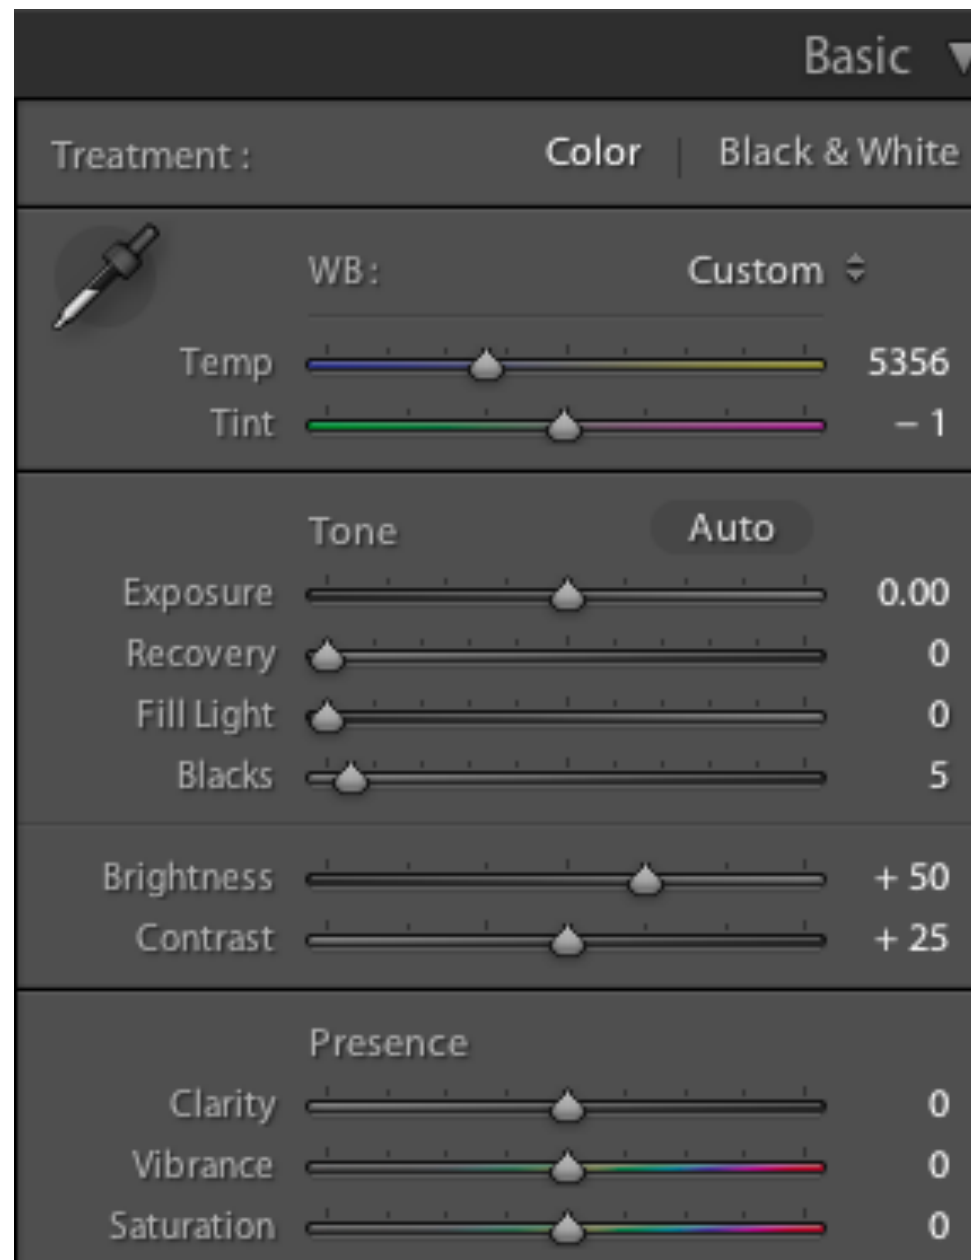 Basic
Treatment : Color | Black & White
WB : Custom
Temp 5356
Tint – 1
Tone Auto
Exposure 0.00
Recovery 0
Fill Light 0
Blacks 5
Brightness + 50
Contrast + 25
Presence
Clarity 0
Vibrance 0
Saturation 0